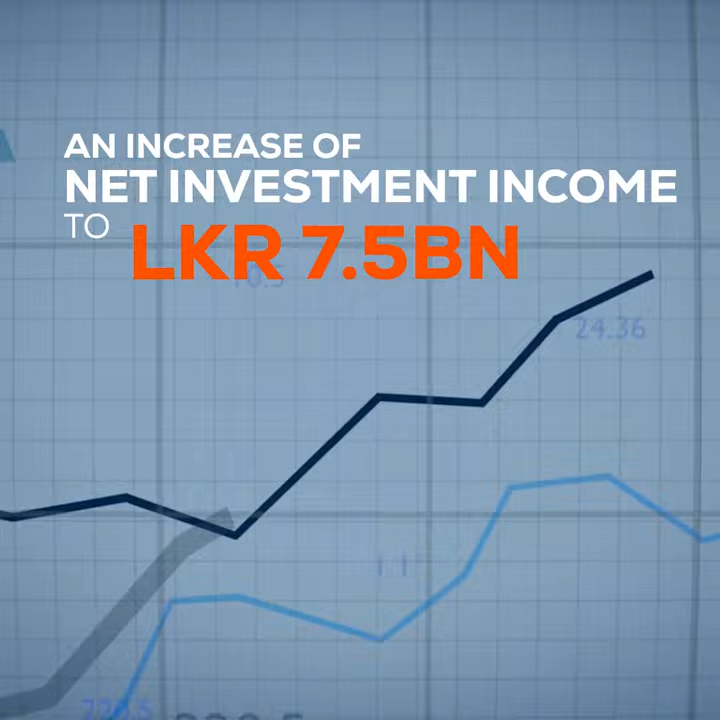 AN INCREASE OF
NET INVESTMENT INCOME
TO LKR 7.5BN
24.36